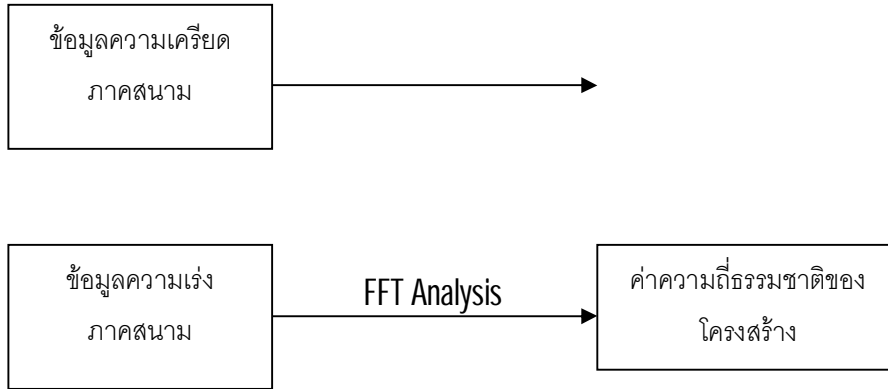 ข้อมูลความเครียด
ภาคสนาม
ข้อมูลความเร่ง
ภาคสนาม
FFT Analysis
ค่าความถี่ธรรมชาติของ
โครงสร้าง